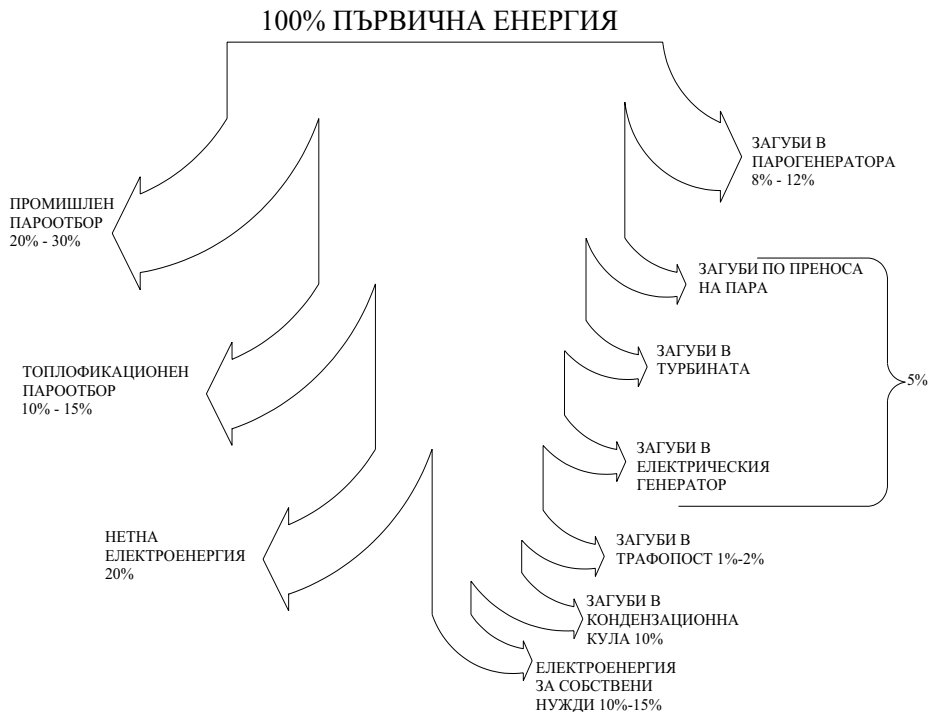 100% ПЪРВИЧНА ЕНЕРГИЯ
ЗАГУБИ В
ПАРОГЕНЕРАТОРА
8% - 12%
ПРОМИШЛЕН
ПАРООТБОР
20% - 30%
ЗАГУБИ ПО ПРЕНОСА
НА ПАРА
ЗАГУБИ В
ТУРБИНАТА
5%
ТОПЛОФИКАЦИОНЕН
ПАРООТБОР
10% - 15%
ЗАГУБИ В
ЕЛЕКТРИЧЕСКИЯ
ГЕНЕРАТОР
НЕТНА
ЕЛЕКТРОЕНЕРГИЯ
20%
ЗАГУБИ В
ТРАФОПОСТ 1%-2%
ЗАГУБИ В
КОНДЕНЗАЦИОННА
КУЛА 10%
ЕЛЕКТРОЕНЕРГИЯ
ЗА СОБСТВЕНИ
НУЖДИ 10%-15%